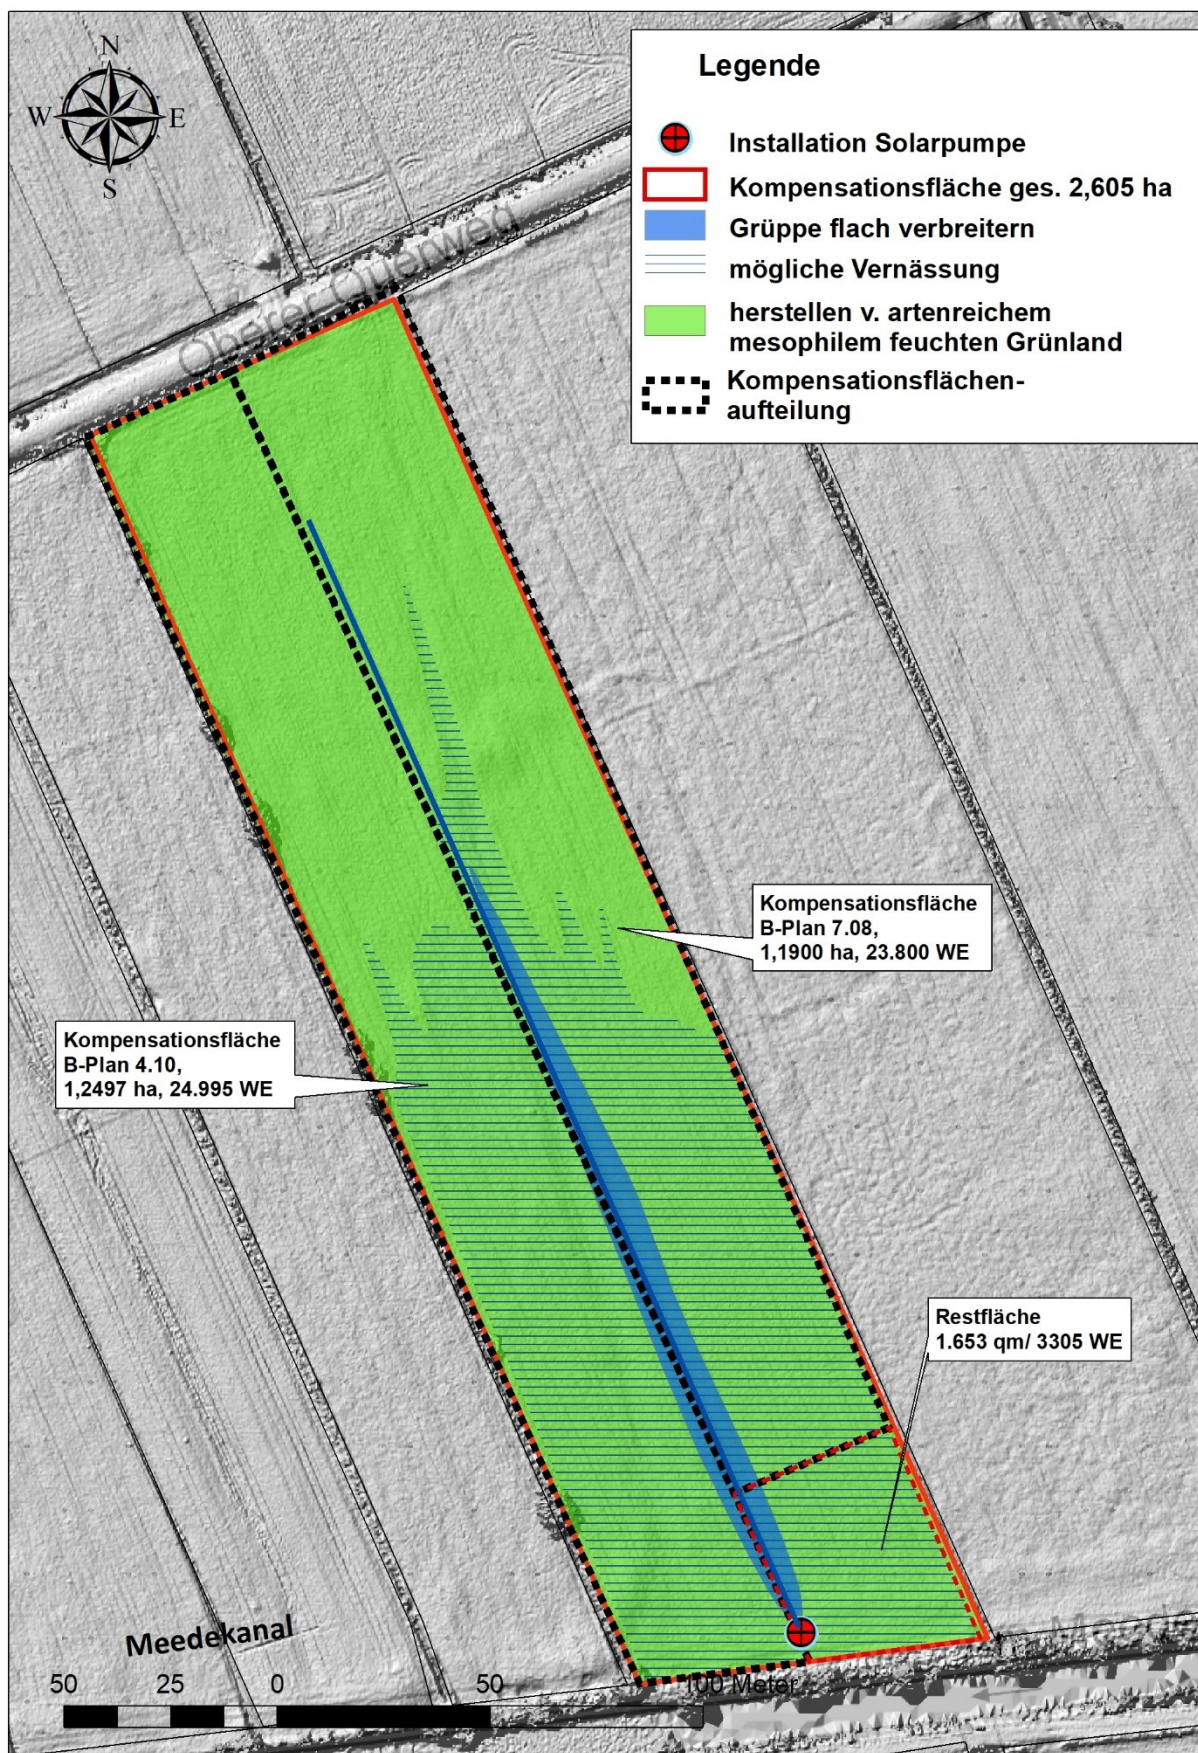 N
W
E
S
Legende
Installation Solarpumpe
Kompensationsfläche ges. 2,605 ha
Grüppe flach verbreitern
mögliche Vernässung
herstellen v. artenreichem
mesophilem feuchten Grünland
Kompensationsflächen-
aufteilung
Oberer Querweg
Kompensationsfläche
B-Plan 7.08,
1,1900 ha, 23.800 WE
Kompensationsfläche
B-Plan 4.10,
1,2497 ha, 24.995 WE
Restfläche
1.653 qm/ 3305 WE
Meedekanal
50 25 0 50 100 Meter